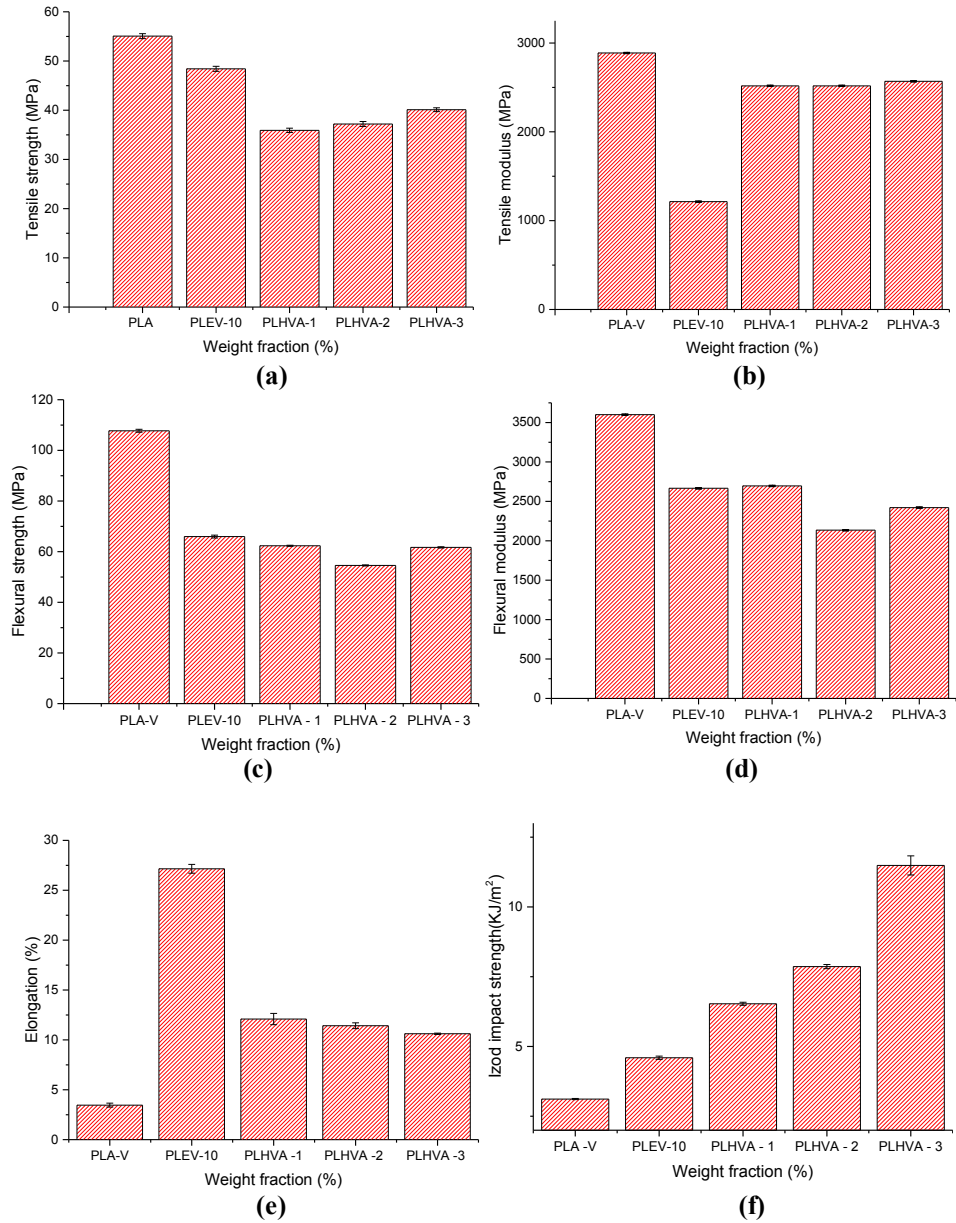 60
50
40
30
20
10
0
Tensile strength (MPa)
PLA PLEV-10 PLHVA-1 PLHVA-2 PLHVA-3
Weight fraction (%)
(a)
3000
2000
1000
0
Tensile modulus (MPa)
PLA-V PLEV-10 PLHVA-1 PLHVA-2 PLHVA-3
Weight fraction (%)
(b)
120
100
80
60
40
20
0
Flexural strength (MPa)
PLA-V PLEV-10 PLHVA - 1 PLHVA - 2 PLHVA - 3
Weight fraction (%)
(c)
3500
3000
2500
2000
1500
1000
500
0
Flexural modulus (MPa)
PLA-V PLEV-10 PLHVA-1 PLHVA-2 PLHVA-3
Weight fraction (%)
(d)
30
25
20
15
10
5
0
Elongation (%)
PLA-V PLEV-10 PLHVA -1 PLHVA -2 PLHVA -3
Weight fraction (%)
(e)
10
5
Izod impact strength(KJ/m²)
PLA -V PLEV-10 PLHVA - 1 PLHVA - 2 PLHVA - 3
Weight fraction (%)
(f)